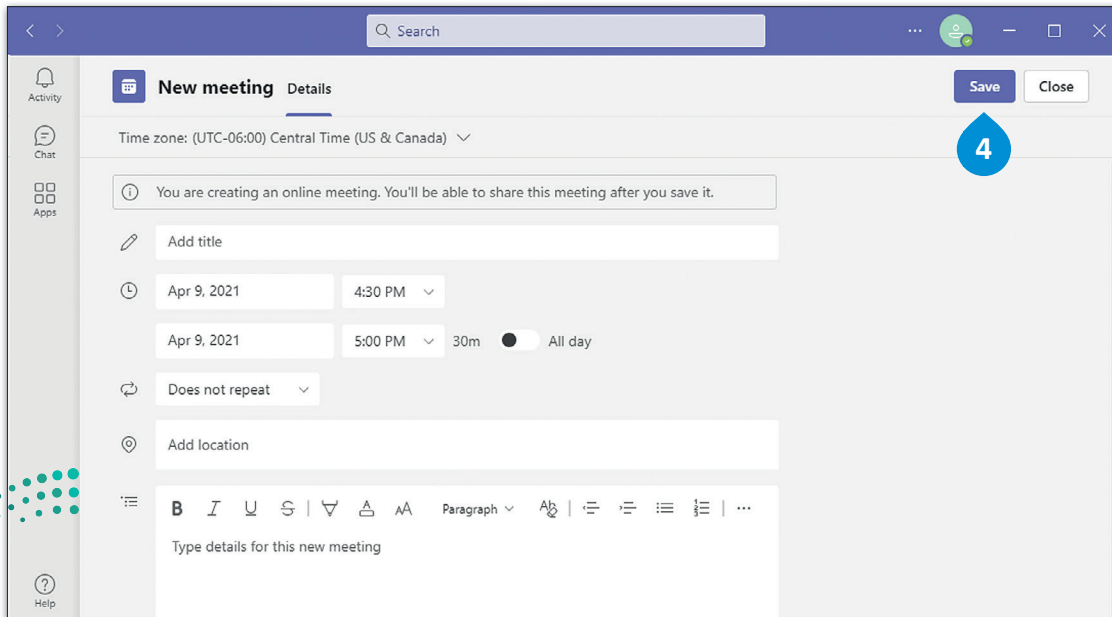 Search
Activity
Chat
Apps
Help
New meeting Details
Save Close
4
Time zone: (UTC-06:00) Central Time (US & Canada)
You are creating an online meeting. You'll be able to share this meeting after you save it.
Add title
Apr 9, 2021 4:30 PM
Apr 9, 2021 5:00 PM 30m All day
Does not repeat
Add location
B I U S A AA Paragraph Ab
Type details for this new meeting